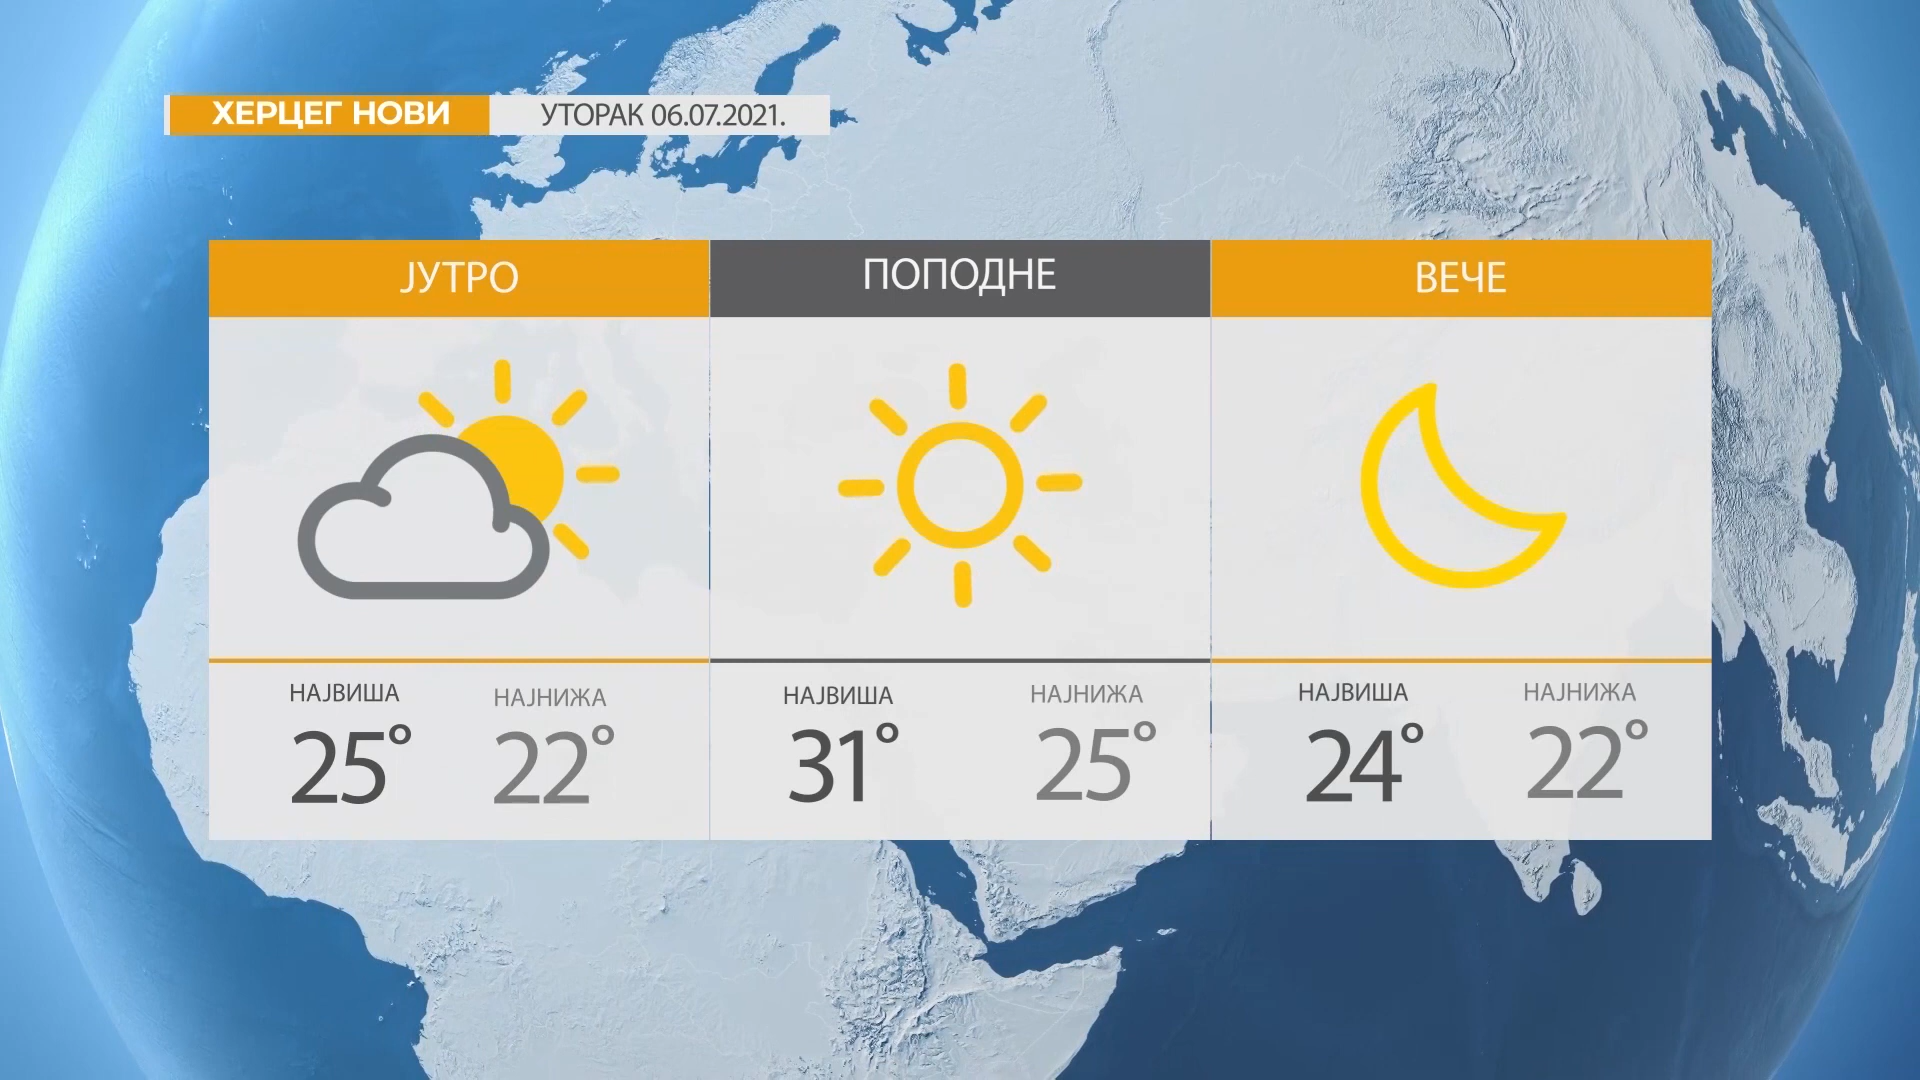 ХЕРЦЕГ НОВИ
УТОРАК 06.07.2021.
ЈУТРО
ПОПОДНЕ
ВЕЧЕ
НАЈВИША НАЈНИЖА
25° 22°
НАЈВИША НАЈНИЖА
31° 25°
НАЈВИША НАЈНИЖА
24° 22°